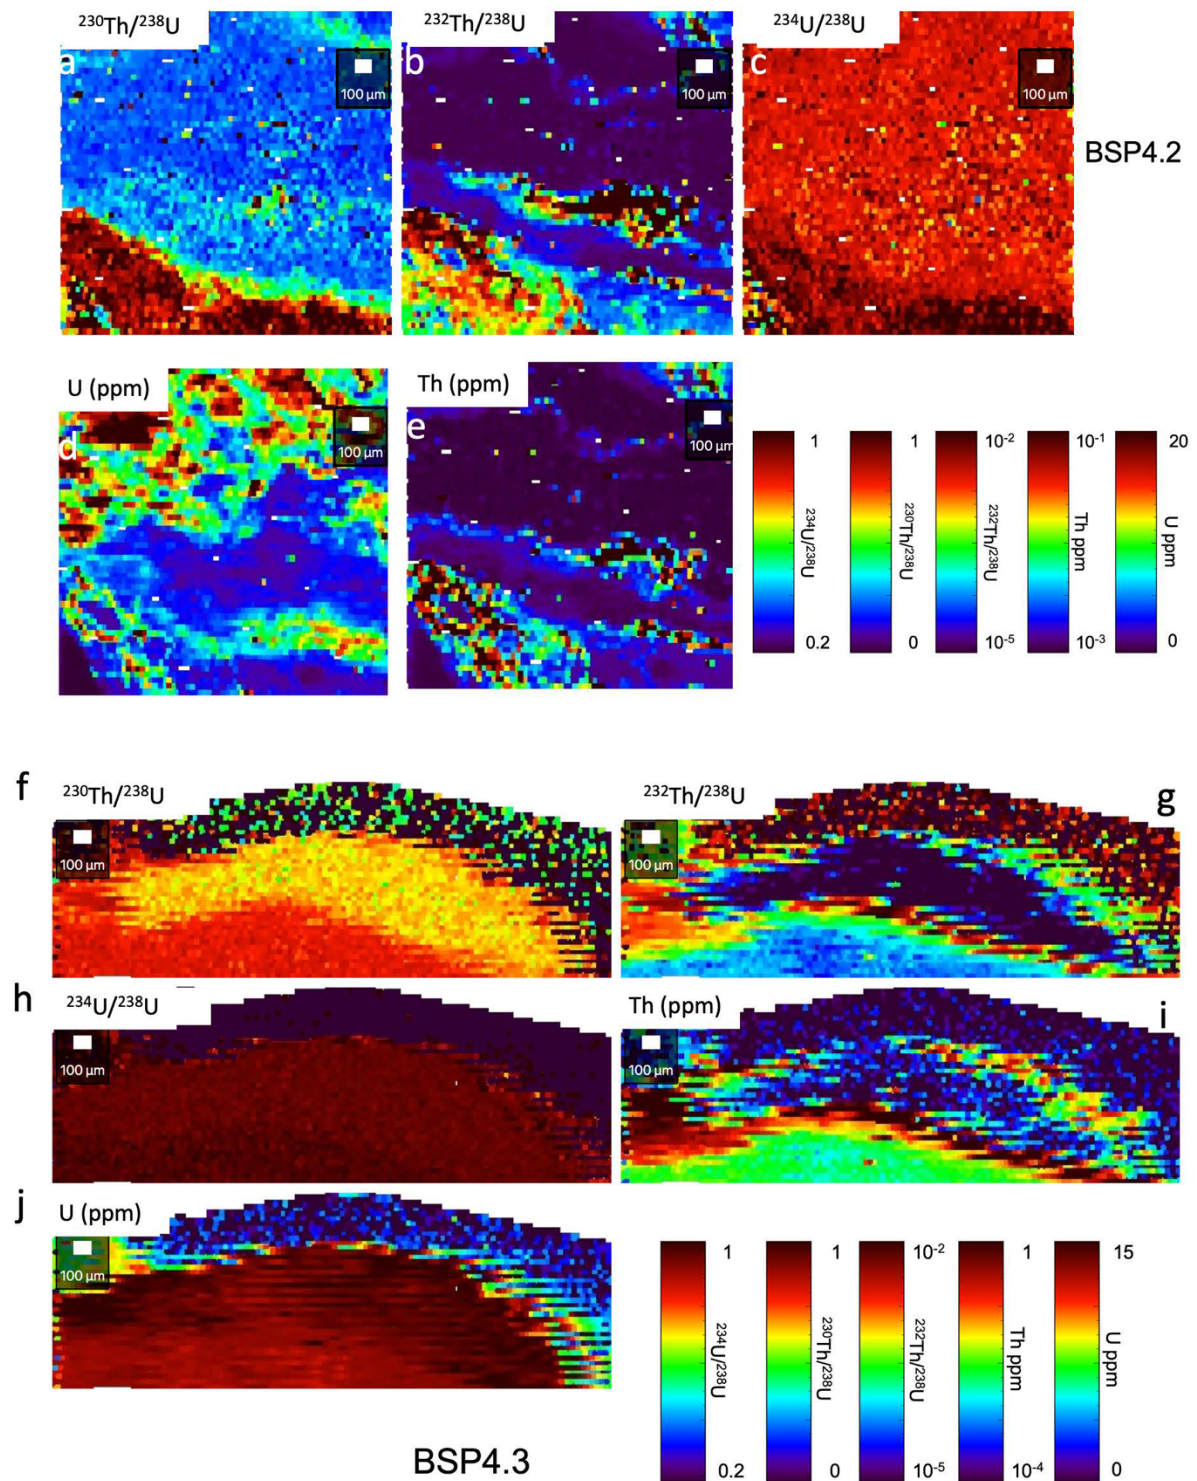 ²³⁰Th/²³⁸U
²³²Th/²³⁸U
²³⁴U/²³⁸U
a
b
c
100 µm
100 µm
100 µm
BSP4.2
U (ppm)
Th (ppm)
d
e
100 µm
100 µm
1
1
10⁻²
10⁻¹
20
²³⁴U/²³⁸U
²³⁰Th/²³⁸U
²³²Th/²³⁸U
Th ppm
U ppm
0.2
0
10⁻⁵
10⁻³
0
f
²³⁰Th/²³⁸U
²³²Th/²³⁸U
g
100 µm
100 µm
h
²³⁴U/²³⁸U
Th (ppm)
i
100 µm
100 µm
j
U (ppm)
100 µm
1
1
10⁻²
1
15
²³⁴U/²³⁸U
²³⁰Th/²³⁸U
²³²Th/²³⁸U
Th ppm
U ppm
0.2
0
10⁻⁵
10⁻⁴
0
BSP4.3